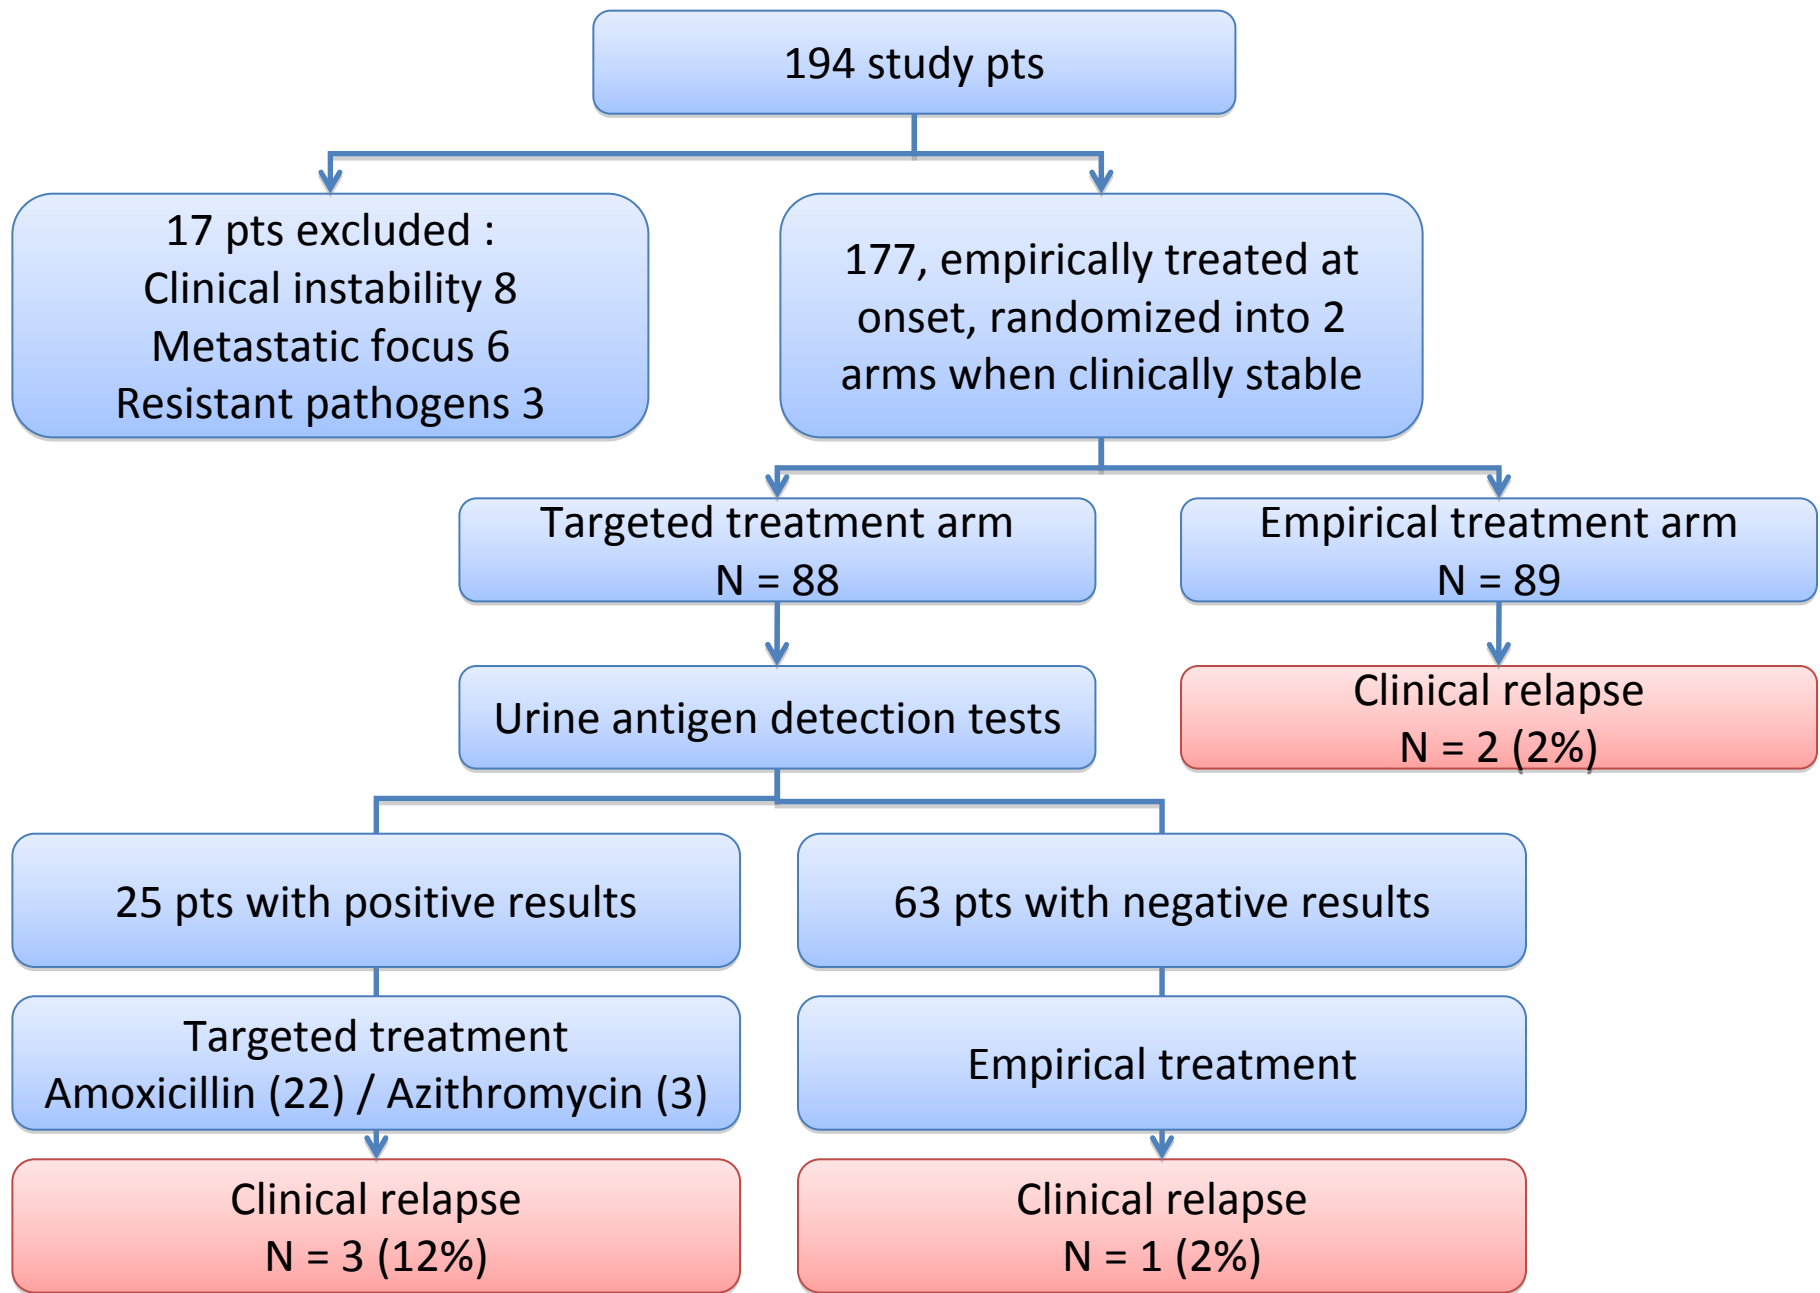 194 study pts
17 pts excluded :
Clinical instability 8
Metastatic focus 6
Resistant pathogens 3
177, empirically treated at
onset, randomized into 2
arms when clinically stable
Targeted treatment arm
N = 88
Empirical treatment arm
N = 89
Urine antigen detection tests
Clinical relapse
N = 2 (2%)
25 pts with positive results
63 pts with negative results
Targeted treatment
Amoxicillin (22) / Azithromycin (3)
Empirical treatment
Clinical relapse
N = 3 (12%)
Clinical relapse
N = 1 (2%)